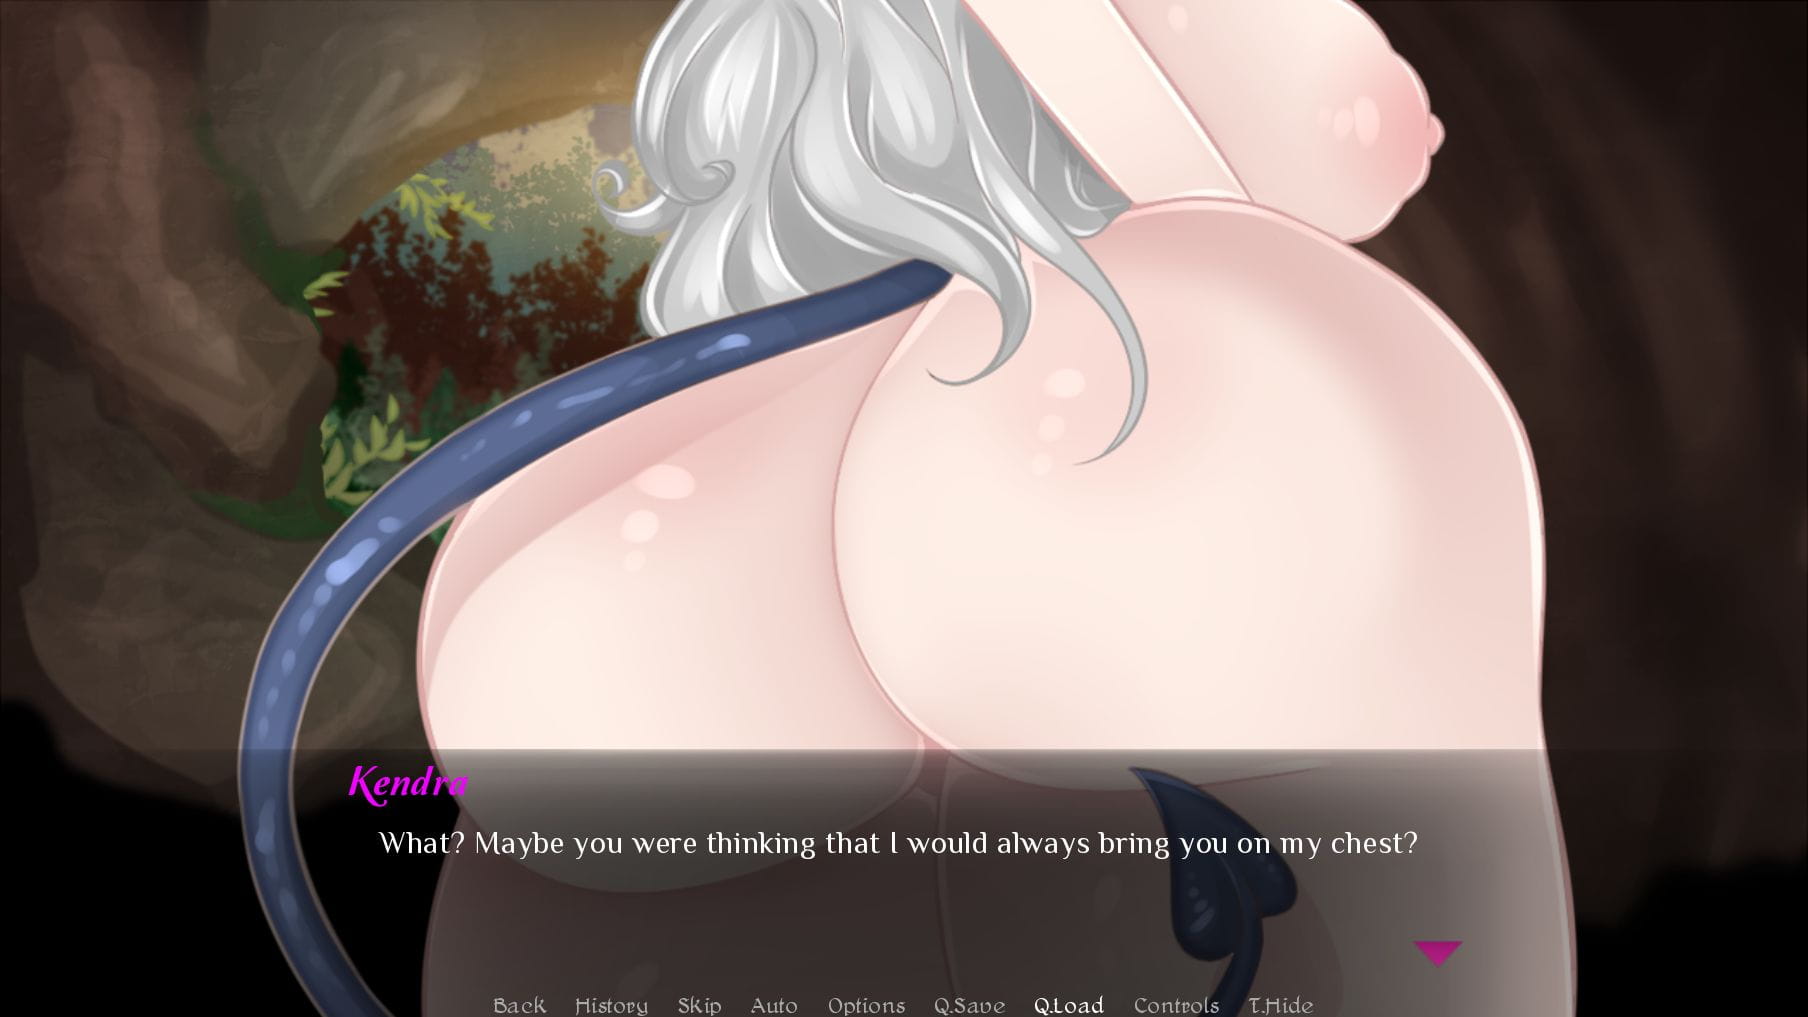 Kendra
What? Maybe you were thinking that I would always bring you on my chest?
Back History Skip Auto Options Q.Save Q.Load Controls T.Hide